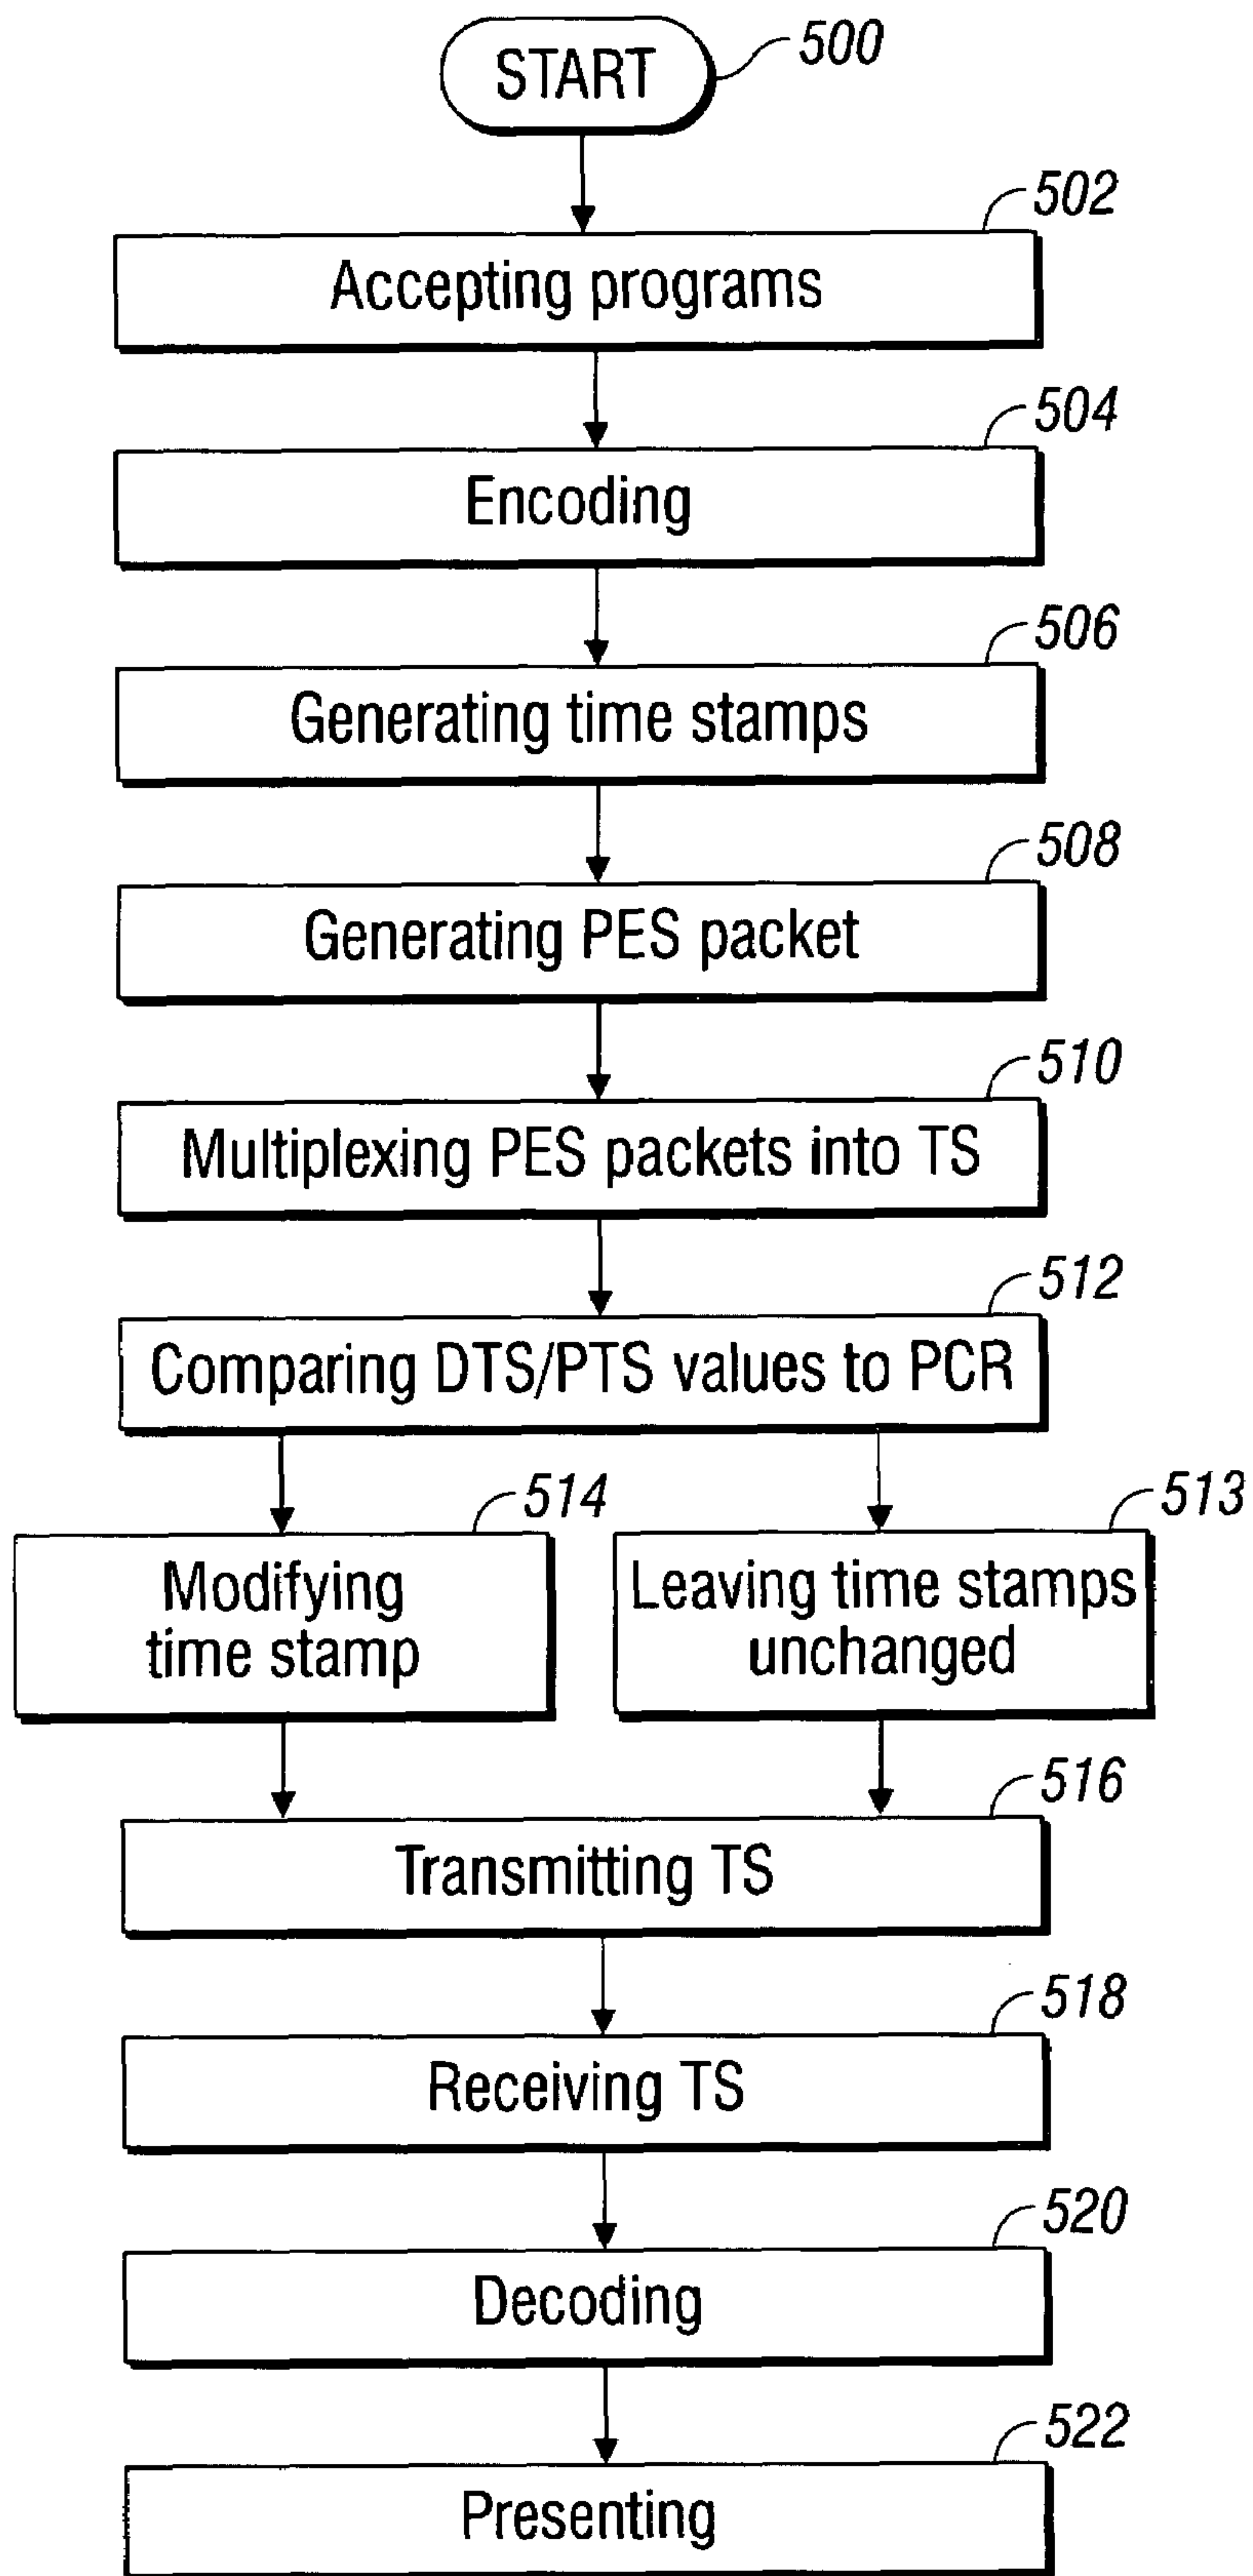 START
500
502
Accepting programs
504
Encoding
506
Generating time stamps
508
Generating PES packet
510
Multiplexing PES packets into TS
512
Comparing DTS/PTS values to PCR
514
Modifying
time stamp
513
Leaving time stamps
unchanged
516
Transmitting TS
518
Receiving TS
520
Decoding
522
Presenting